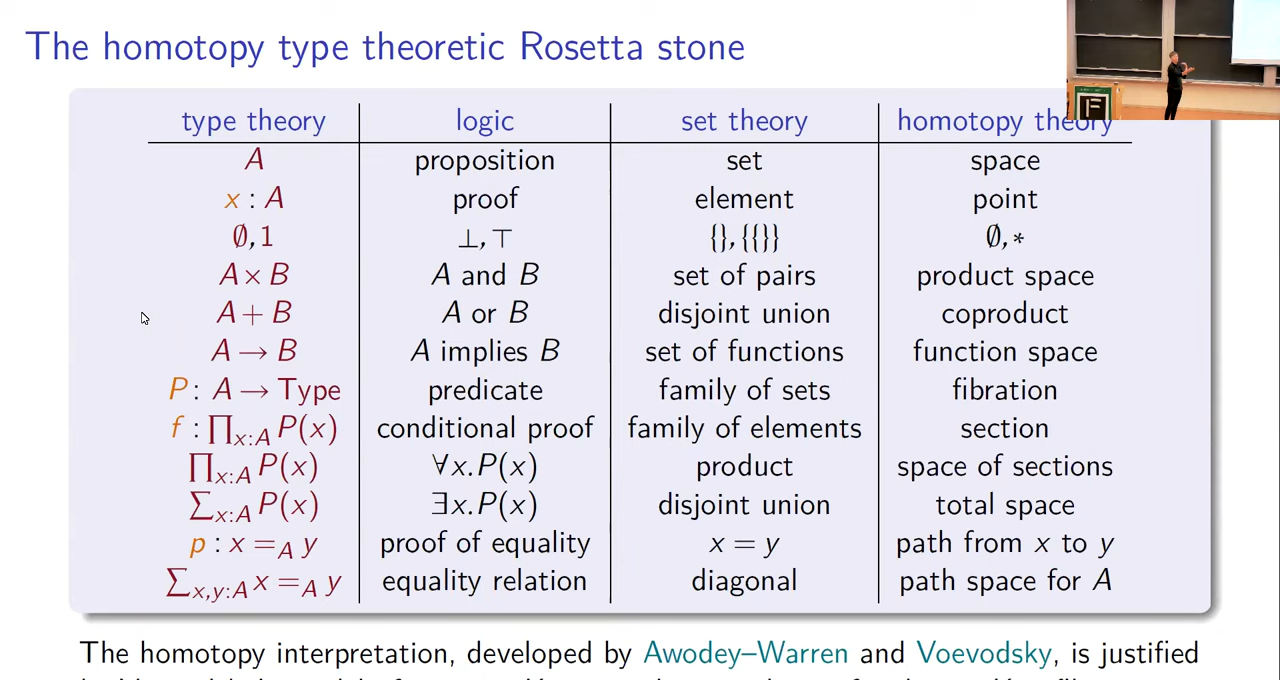 The homotopy type theoretic Rosetta stone
F
type theory logic set theory homotopy theory
A proposition set space
x : A proof element point
∅, 1 ⊥, ⊤ {}, {{}} ∅, ∗
A × B A and B set of pairs product space
A + B A or B disjoint union coproduct
A → B A implies B set of functions function space
P : A → Type predicate family of sets fibration
f : ∏x:A P(x) conditional proof family of elements section
∏x:A P(x) ∀x.P(x) product space of sections
∑x:A P(x) ∃x.P(x) disjoint union total space
p : x =A y proof of equality x = y path from x to y
∑x,y:A x =A y equality relation diagonal path space for A
The homotopy interpretation, developed by Awodey–Warren and Voevodsky, is justified